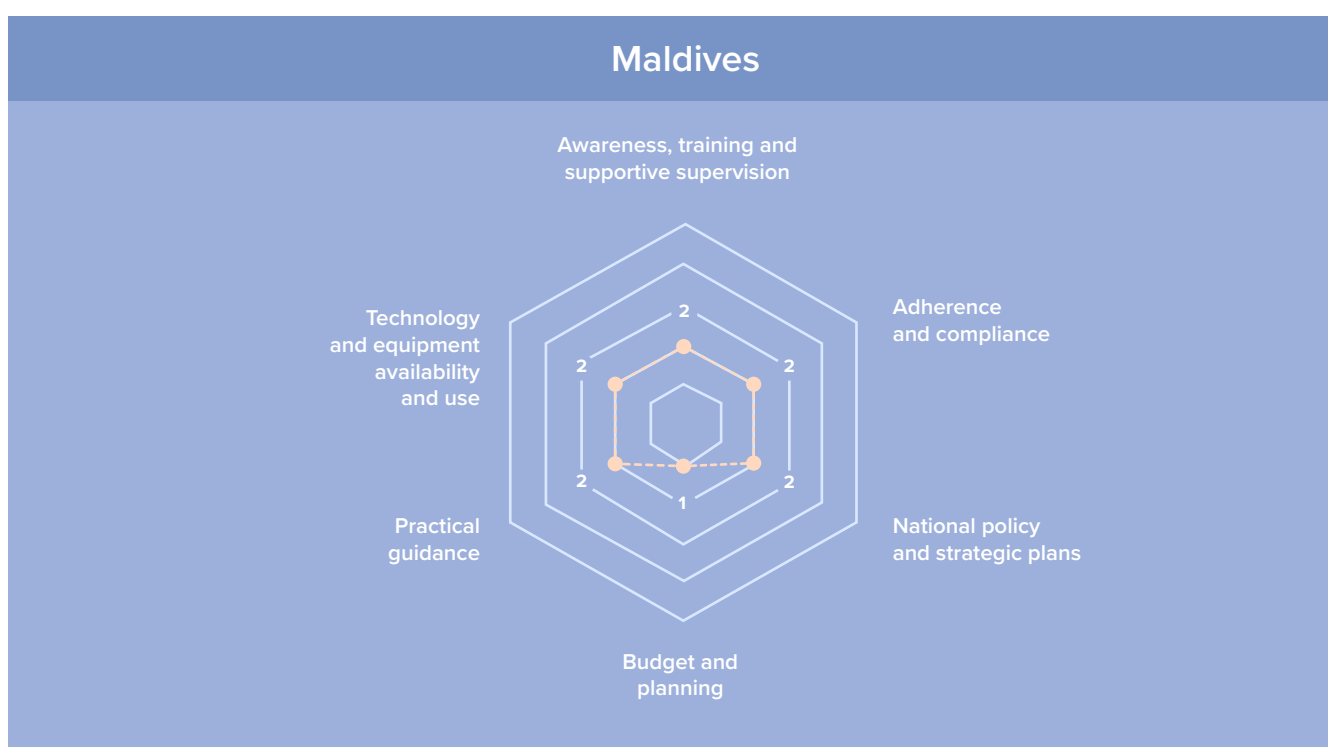 Maldives
Awareness, training and
supportive supervision
Adherence
and compliance
National policy
and strategic plans
Budget and
planning
Practical
guidance
Technology
and equipment
availability
and use
2
2
2
1
2
2